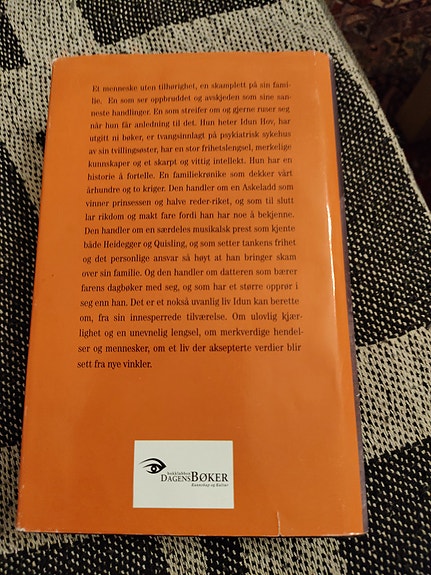 Et menneske uten tilhørighet, en skamplett på sin fami-
lie. En som ser oppbruddet og avskjeden som sine san-
neste handlinger. En som streifer om og gjerne ruser seg
når hun får anledning til det. Hun heter Idun Hov, har
utgitt ni bøker, er tvangsinnlagt på psykiatrisk sykehus
av sin tvillingsøster, har en stor frihetslengsel, merkelige
kunnskaper og et skarpt og vittig intellekt. Hun har en
historie å fortelle. En familiekrønike som dekker vårt
århundre og to kriger. Den handler om en Askeladd som
vinner prinsessen og halve reder-riket, og som til slutt
lar rikdom og makt fare fordi han har noe å bekjenne.
Den handler om en særdeles musikalsk prest som kjente
både Heidegger og Quisling, og som setter tankens frihet
og det personlige ansvar så høyt at han bringer skam
over sin familie. Og den handler om datteren som bærer
farens dagbøker med seg, og som har et større opprør i
seg enn han. Det er et nokså uvanlig liv Idun kan berette
om, fra sin innesperrede tilværelse. Om ulovlig kjær-
lighet og en unevnelig lengsel, om merkverdige hendel-
ser og mennesker, om et liv der aksepterte verdier blir
sett fra nye vinkler.
bokklubben
DAGENS BØKER
Kunnskap og Kultur